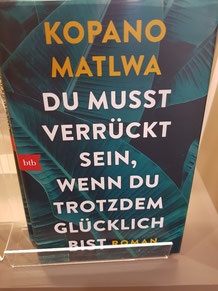 KOPANO
MATLWA
DU MUSST
VERRÜCKT
SEIN,
WENN DU
TROTZDEM
GLÜCKLICH
BIST ROMAN
btb